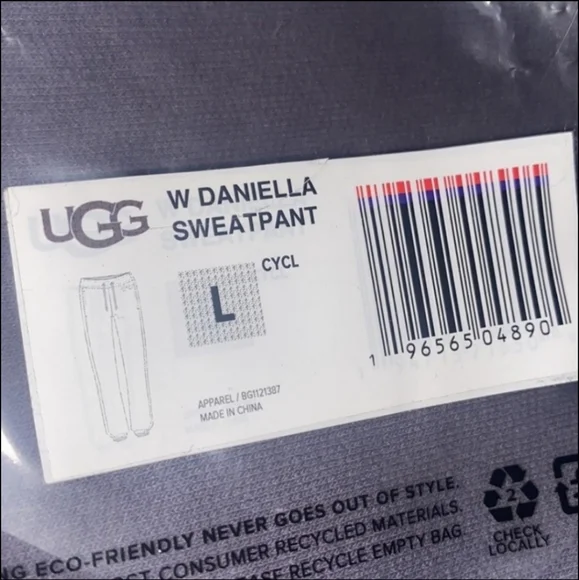 UGG
W DANIELLA
SWEATPANT
CYCL
L
APPAREL / BG1121387
MADE IN CHINA
1 96565 04890
ECO-FRIENDLY NEVER GOES OUT OF STYLE.
CONSUMER RECYCLED MATERIALS.
RECYCLE EMPTY BAG
2
CHECK
LOCALLY